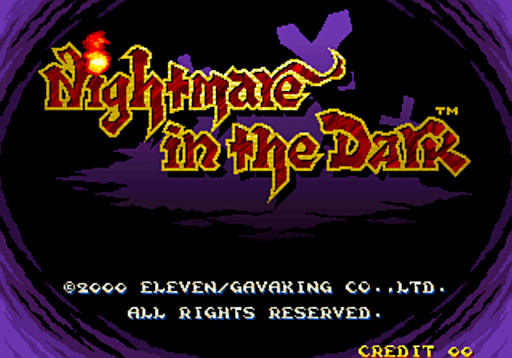 Nightmare
in the Dark
TM
©2000 ELEVEN/GAVAKING CO.,LTD.
ALL RIGHTS RESERVED.
CREDIT 00